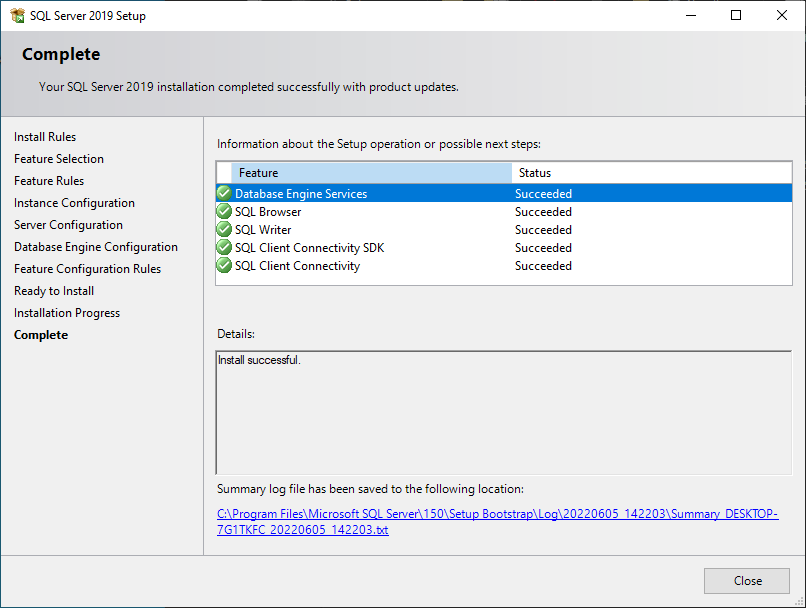 SQL Server 2019 Setup
Complete
Your SQL Server 2019 installation completed successfully with product updates.
Install Rules
Feature Selection
Feature Rules
Instance Configuration
Server Configuration
Database Engine Configuration
Feature Configuration Rules
Ready to Install
Installation Progress
Complete
Information about the Setup operation or possible next steps:
Feature Status
Database Engine Services Succeeded
SQL Browser Succeeded
SQL Writer Succeeded
SQL Client Connectivity SDK Succeeded
SQL Client Connectivity Succeeded
Details:
Install successful.
Summary log file has been saved to the following location:
C:\Program Files\Microsoft SQL Server\150\Setup Bootstrap\Log\20220605_142203\Summary_DESKTOP-
7G1TKFC_20220605_142203.txt
Close